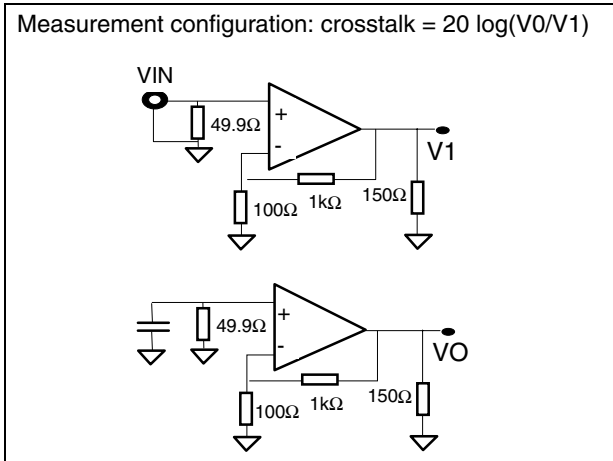 Measurement configuration: crosstalk = 20 log(V0/V1)
VIN
49.9Ω
+
-
V1
100Ω
1kΩ
150Ω
49.9Ω
+
-
VO
100Ω
1kΩ
150Ω